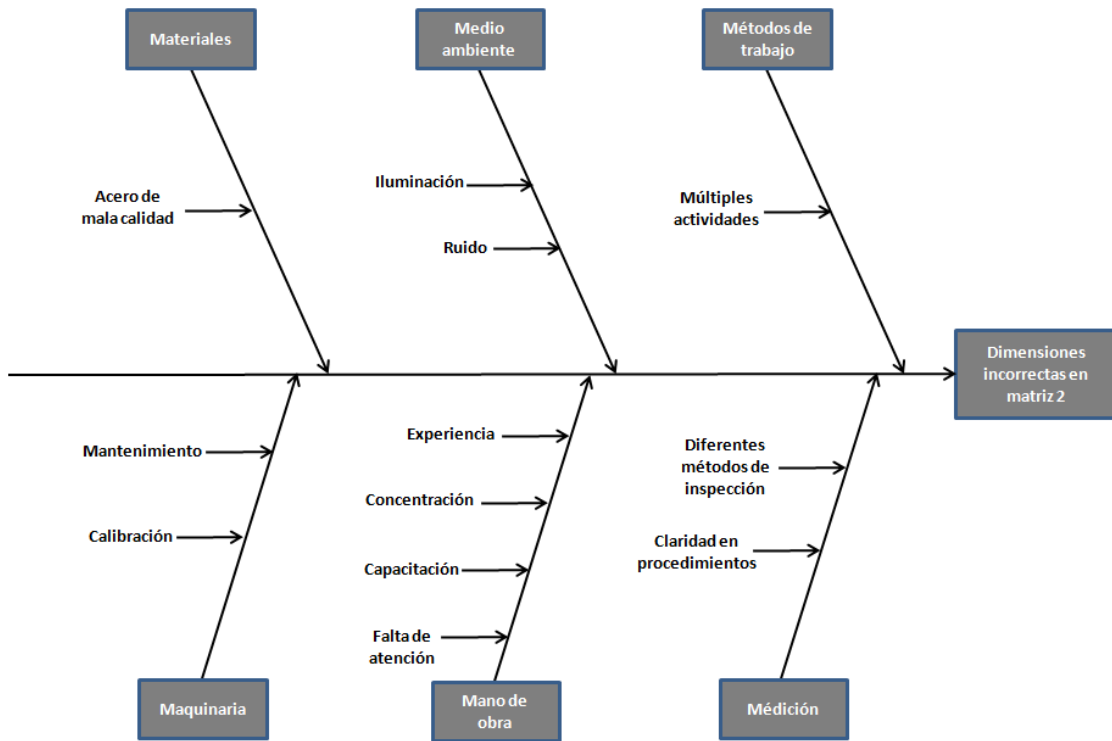 Materiales
Medio
ambiente
Métodos de
trabajo
Acero de
mala calidad
Iluminación
Ruido
Múltiples
actividades
Dimensiones
incorrectas en
matriz 2
Mantenimiento
Calibración
Experiencia
Concentración
Capacitación
Falta de
atención
Diferentes
métodos de
inspección
Claridad en
procedimientos
Maquinaria
Mano de
obra
Médición